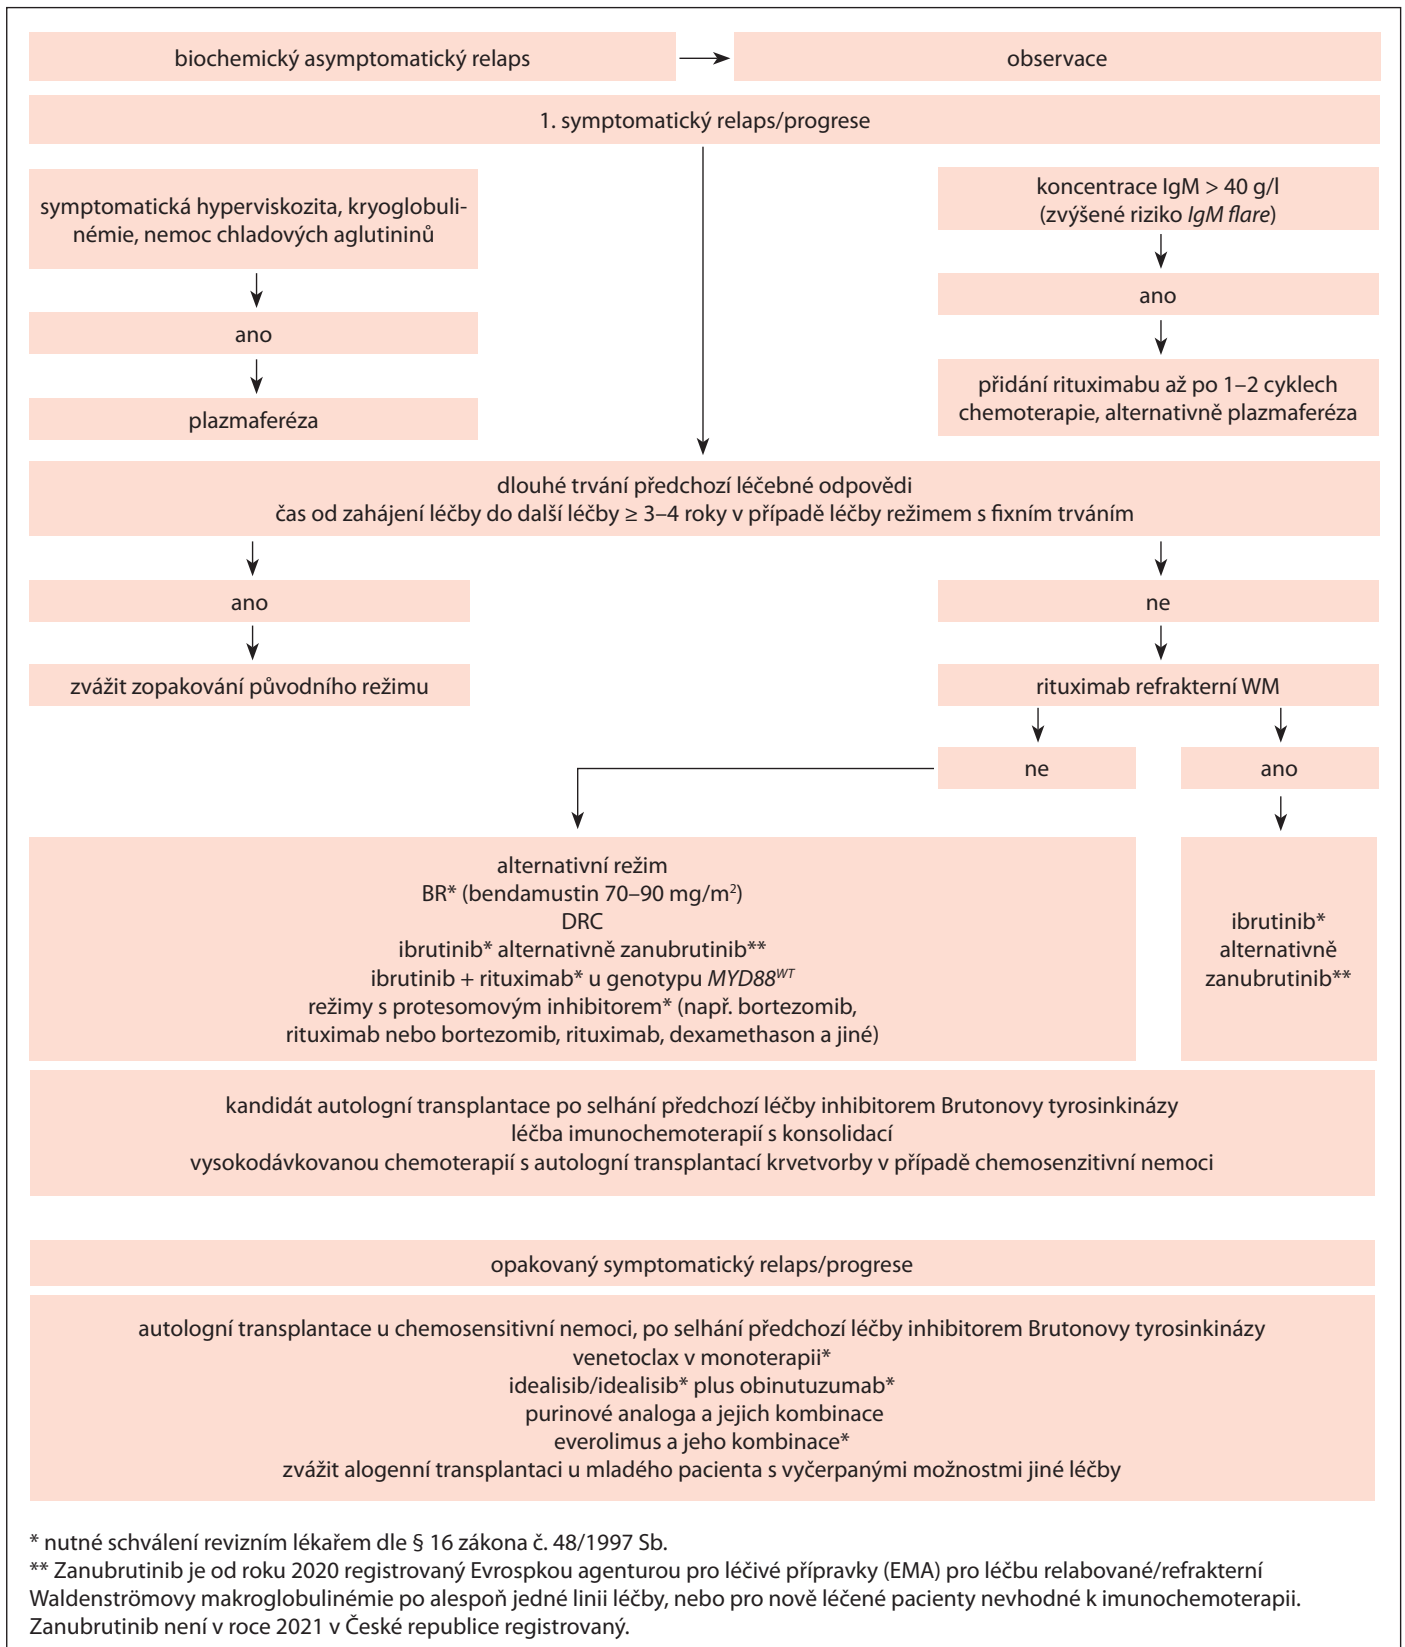 biochemický asymptomatický relaps
observace
1. symptomatický relaps/progrese
symptomatická hyperviskozita, kryoglobuli-
némie, nemoc chladových aglutininů
ano
plazmaferéza
koncentrace IgM > 40 g/l
(zvýšené riziko IgM flare)
ano
přidání rituximabu až po 1–2 cyklech
chemoterapie, alternativně plazmaferéza
dlouhé trvání předchozí léčebné odpovědi
čas od zahájení léčby do další léčby ≥ 3–4 roky v případě léčby režimem s fixním trváním
ano
zvážit zopakování původního režimu
ne
rituximab refrakterní WM
ne
ano
alternativní režim
BR* (bendamustin 70–90 mg/m²)
DRC
ibrutinib* alternativně zanubrutinib**
ibrutinib + rituximab* u genotypu MYD88ᵂᵀ
režimy s protesomovým inhibitorem* (např. bortezomib,
rituximab nebo bortezomib, rituximab, dexamethason a jiné)
ibrutinib*
alternativně
zanubrutinib**
kandidát autologní transplantace po selhání předchozí léčby inhibitorem Brutonovy tyrosinkinázy
léčba imunochemoterapií s konsolidací
vysokodávkovanou chemoterapií s autologní transplantací krvetvorby v případě chemosenzitivní nemoci
opakovaný symptomatický relaps/progrese
autologní transplantace u chemosensitivní nemoci, po selhání předchozí léčby inhibitorem Brutonovy tyrosinkinázy
venetoclax v monoterapii*
idealisib/idealisib* plus obinutuzumab*
purinové analoga a jejich kombinace
everolimus a jeho kombinace*
zvážit alogenní transplantaci u mladého pacienta s vyčerpanými možnostmi jiné léčby
* nutné schválení revizním lékařem dle § 16 zákona č. 48/1997 Sb.
** Zanubrutinib je od roku 2020 registrovaný Evrospkou agenturou pro léčivé přípravky (EMA) pro léčbu relabované/refrakterní
Waldenströmovy makroglobulinémie po alespoň jedné linii léčby, nebo pro nově léčené pacienty nevhodné k imunochemoterapii.
Zanubrutinib není v roce 2021 v České republice registrovaný.